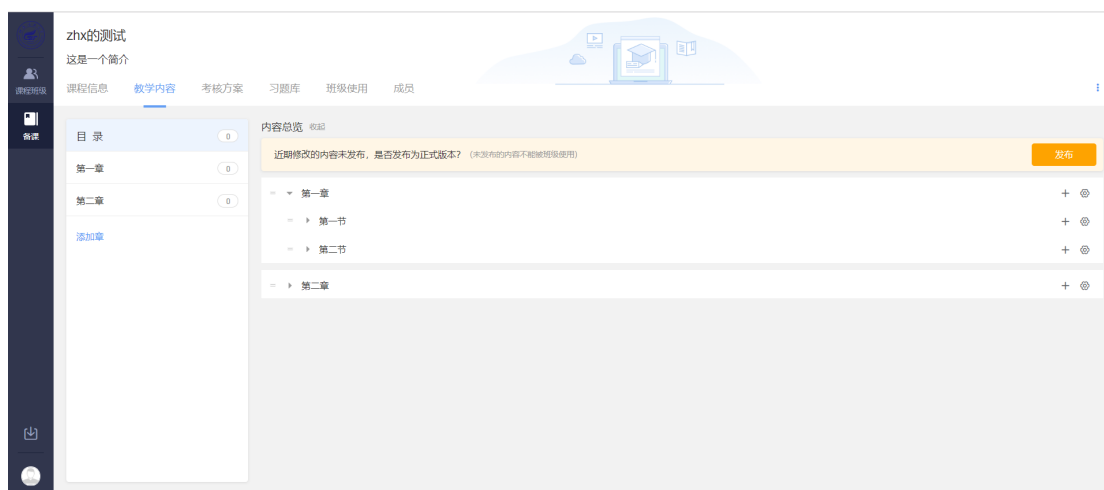 zhx的测试
这是一个简介
课程班级
备课
课程信息 教学内容 考核方案 习题库 班级使用 成员
目 录 0
第一章 0
第二章 0
添加章
内容总览 收起
近期修改的内容未发布，是否发布为正式版本？（未发布的内容不能被班级使用） 发布
第一章
第一节
第二节
第二章